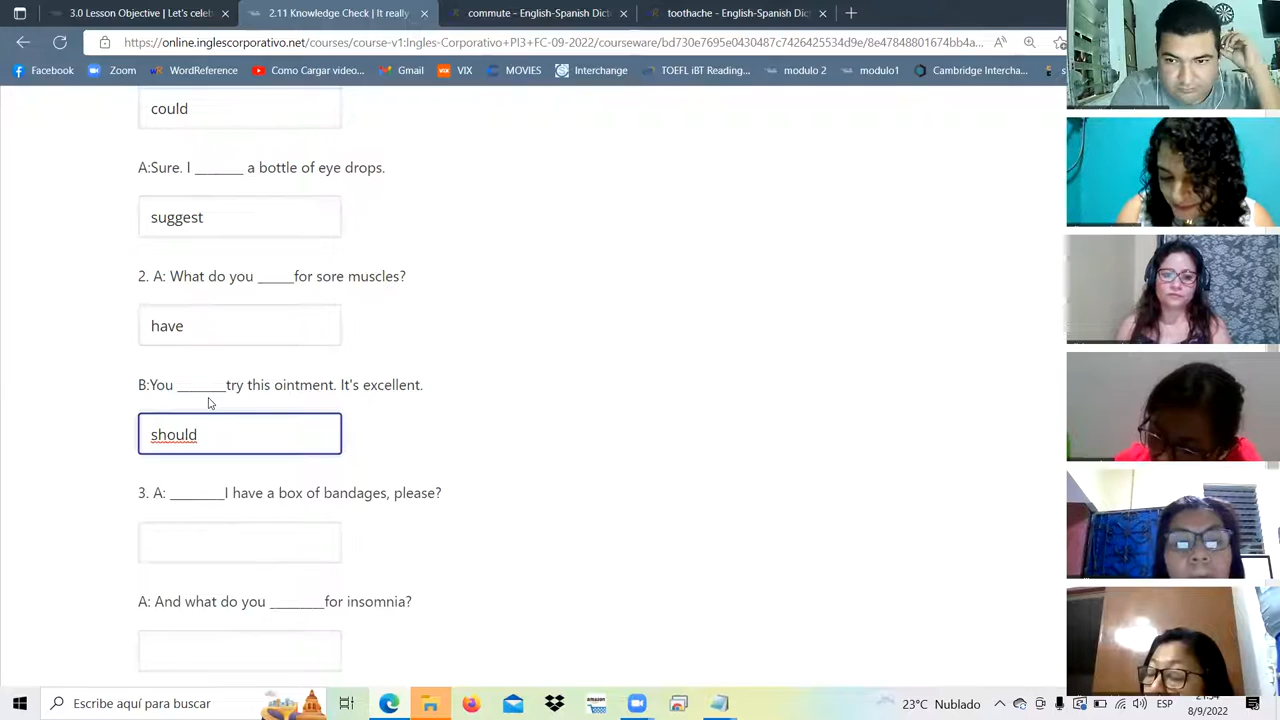 3.0 Lesson Objective | Let's celeb
2.11 Knowledge Check | It really
commute - English-Spanish Dict
toothache - English-Spanish Dic
https://online.inglescorporativo.net/courses/course-v1:Ingles-Corporativo+PI3+FC-09-2022/courseware/bd730e7695e0430487c7426425534d9e/8e47848801674bb4a...
Facebook
Zoom
WordReference
Como Cargar video...
Gmail
VIX
MOVIES
Interchange
TOEFL iBT Reading...
modulo 2
modulo1
Cambridge Intercha...
could
A:Sure. I _______ a bottle of eye drops.
suggest
2. A: What do you _____for sore muscles?
have
B:You _______try this ointment. It's excellent.
should
3. A: ________I have a box of bandages, please?
A: And what do you ________for insomnia?
Escribe aquí para buscar
23°C Nublado
ESP
8/9/2022